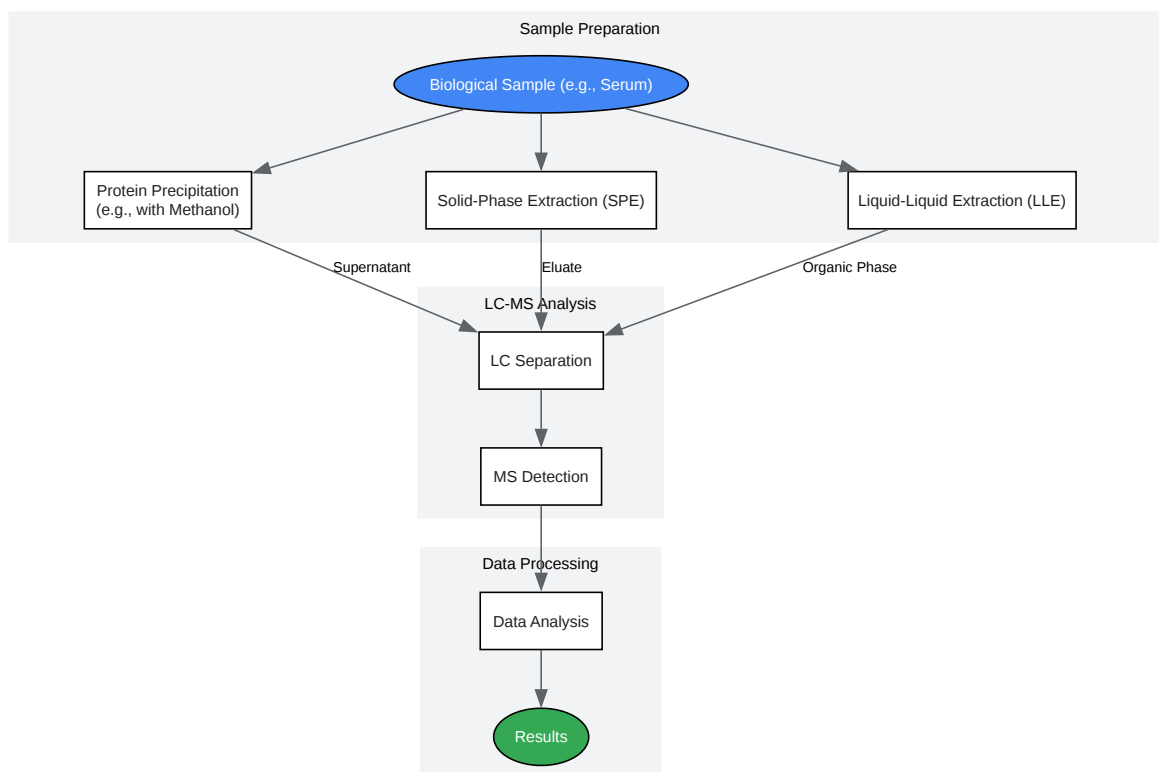 Sample Preparation
Biological Sample (e.g., Serum)
Protein Precipitation
(e.g., with Methanol)
Solid-Phase Extraction (SPE)
Liquid-Liquid Extraction (LLE)
Supernatant
Eluate
Organic Phase
LC-MS Analysis
LC Separation
MS Detection
Data Processing
Data Analysis
Results